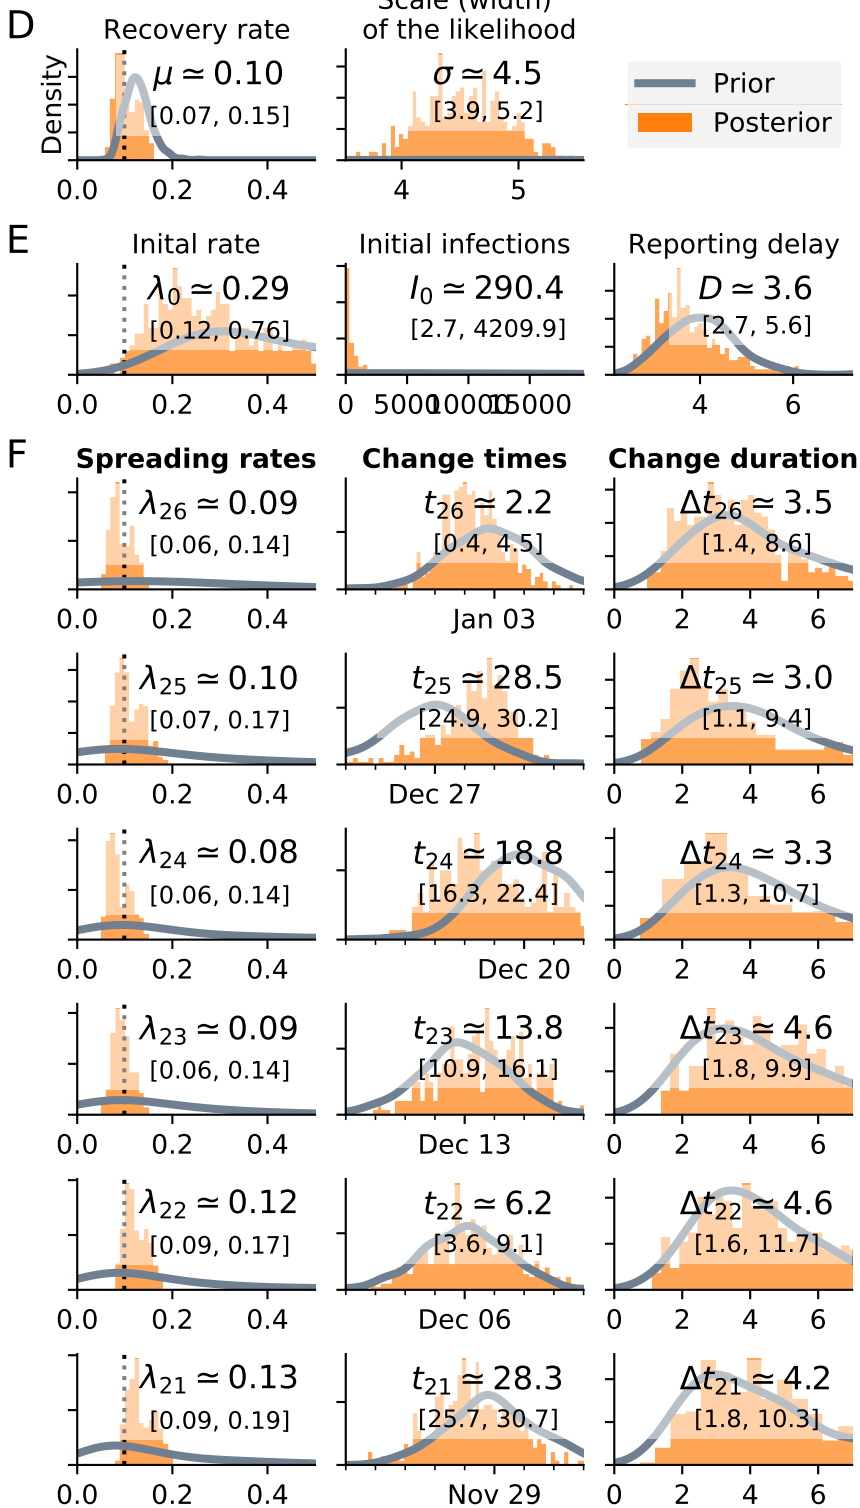 D
Recovery rate
Scale (width)
of the likelihood
Density
μ ≃ 0.10
[0.07, 0.15]
0.0 0.2 0.4
σ ≃ 4.5
[3.9, 5.2]
4 5
Prior
Posterior
E
Inital rate
λ0 ≃ 0.29
[0.12, 0.76]
0.0 0.2 0.4
Initial infections
I0 ≃ 290.4
[2.7, 4209.9]
0 5000 10000 15000
Reporting delay
D ≃ 3.6
[2.7, 5.6]
4 6
F
Spreading rates
Change times
Change duration
λ26 ≃ 0.09
[0.06, 0.14]
0.0 0.2 0.4
t26 ≃ 2.2
[0.4, 4.5]
Jan 03
Δt26 ≃ 3.5
[1.4, 8.6]
0 2 4 6
λ25 ≃ 0.10
[0.07, 0.17]
0.0 0.2 0.4
t25 ≃ 28.5
[24.9, 30.2]
Dec 27
Δt25 ≃ 3.0
[1.1, 9.4]
0 2 4 6
λ24 ≃ 0.08
[0.06, 0.14]
0.0 0.2 0.4
t24 ≃ 18.8
[16.3, 22.4]
Dec 20
Δt24 ≃ 3.3
[1.3, 10.7]
0 2 4 6
λ23 ≃ 0.09
[0.06, 0.14]
0.0 0.2 0.4
t23 ≃ 13.8
[10.9, 16.1]
Dec 13
Δt23 ≃ 4.6
[1.8, 9.9]
0 2 4 6
λ22 ≃ 0.12
[0.09, 0.17]
0.0 0.2 0.4
t22 ≃ 6.2
[3.6, 9.1]
Dec 06
Δt22 ≃ 4.6
[1.6, 11.7]
0 2 4 6
λ21 ≃ 0.13
[0.09, 0.19]
0.0 0.2 0.4
t21 ≃ 28.3
[25.7, 30.7]
Nov 29
Δt21 ≃ 4.2
[1.8, 10.3]
0 2 4 6